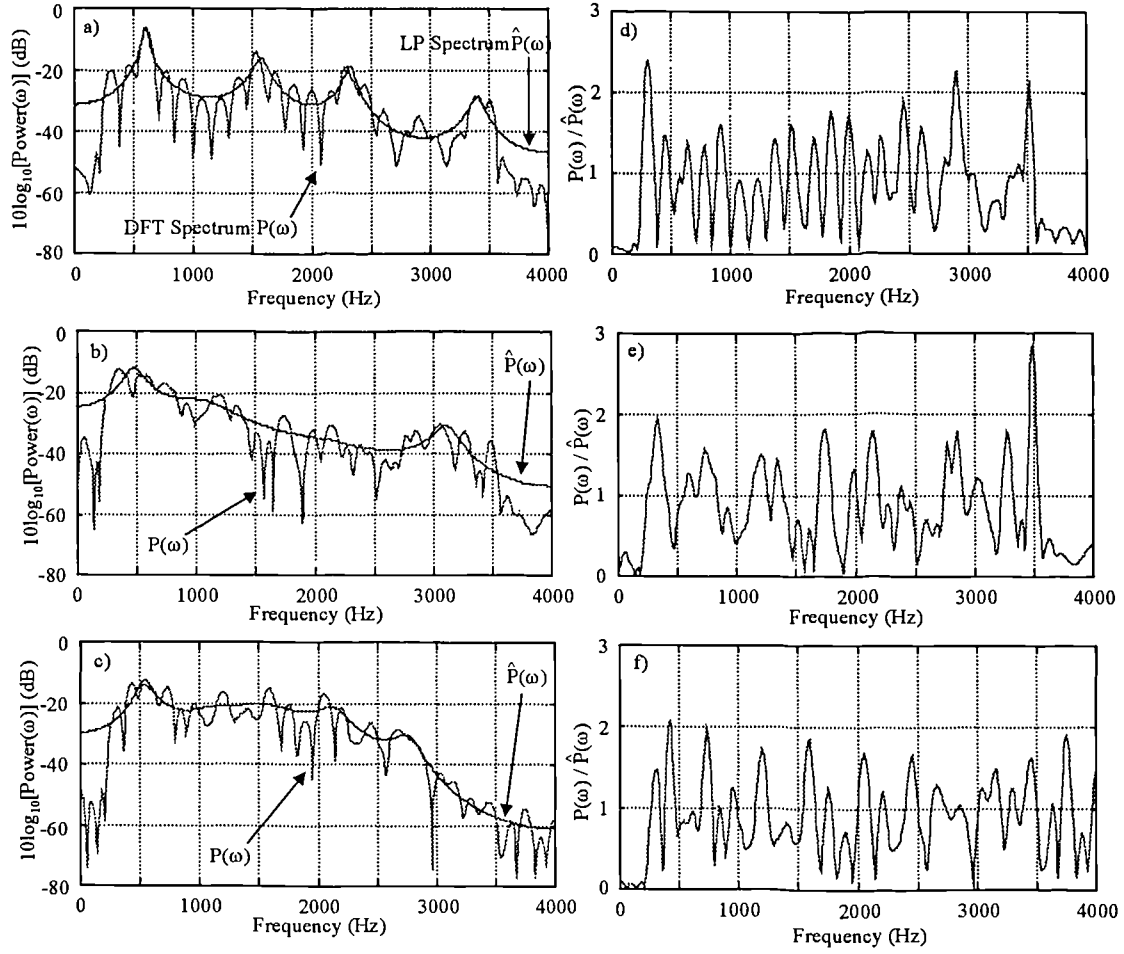 a)
LP Spectrum P̂(ω)
DFT Spectrum P(ω)
10log₁₀[Power(ω)] (dB)
0
-20
-40
-60
-80
0 1000 2000 3000 4000
Frequency (Hz)
d)
P(ω) / P̂(ω)
3
2
1
0
0 1000 2000 3000 4000
Frequency (Hz)
b)
P̂(ω)
P(ω)
10log₁₀[Power(ω)] (dB)
0
-20
-40
-60
-80
0 1000 2000 3000 4000
Frequency (Hz)
e)
P(ω) / P̂(ω)
3
2
1
0
0 1000 2000 3000 4000
Frequency (Hz)
c)
P̂(ω)
P(ω)
10log₁₀[Power(ω)] (dB)
0
-20
-40
-60
-80
0 1000 2000 3000 4000
Frequency (Hz)
f)
P(ω) / P̂(ω)
3
2
1
0
0 1000 2000 3000 4000
Frequency (Hz)